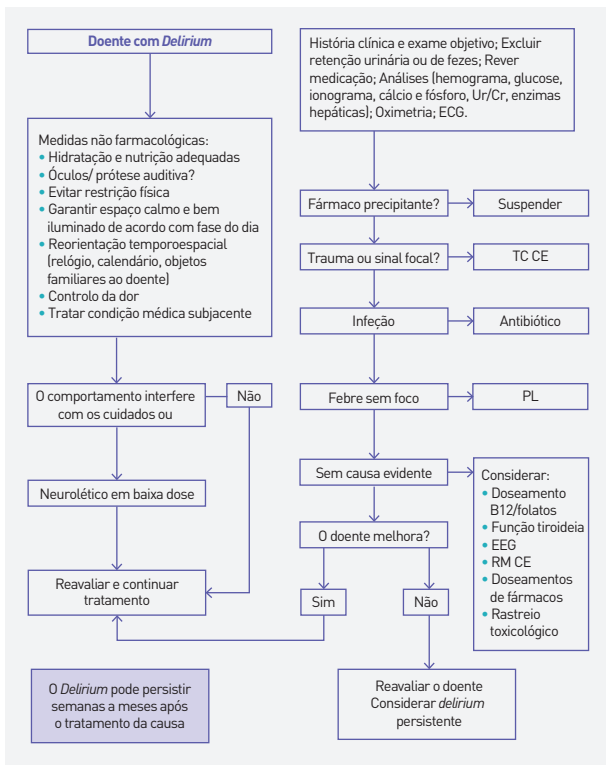 Doente com Delirium
Medidas não farmacológicas:
• Hidratação e nutrição adequadas
• Óculos/ prótese auditiva?
• Evitar restrição física
• Garantir espaço calmo e bem
iluminado de acordo com fase do dia
• Reorientação temporoespacial
(relógio, calendário, objetos
familiares ao doente)
• Controlo da dor
• Tratar condição médica subjacente
O comportamento interfere
com os cuidados ou
Não
Neurolético em baixa dose
Reavaliar e continuar
tratamento
O Delirium pode persistir
semanas a meses após
o tratamento da causa
História clínica e exame objetivo; Excluir
retenção urinária ou de fezes; Rever
medicação; Análises (hemograma, glucose,
ionograma, cálcio e fósforo, Ur/Cr, enzimas
hepáticas); Oximetria; ECG.
Fármaco precipitante?
Suspender
Trauma ou sinal focal?
TC CE
Infeção
Antibiótico
Febre sem foco
PL
Sem causa evidente
Considerar:
• Doseamento
B12/folatos
• Função tiroideia
• EEG
• RM CE
• Doseamentos
de fármacos
• Rastreio
toxicológico
O doente melhora?
Sim
Não
Reavaliar o doente
Considerar delirium
persistente